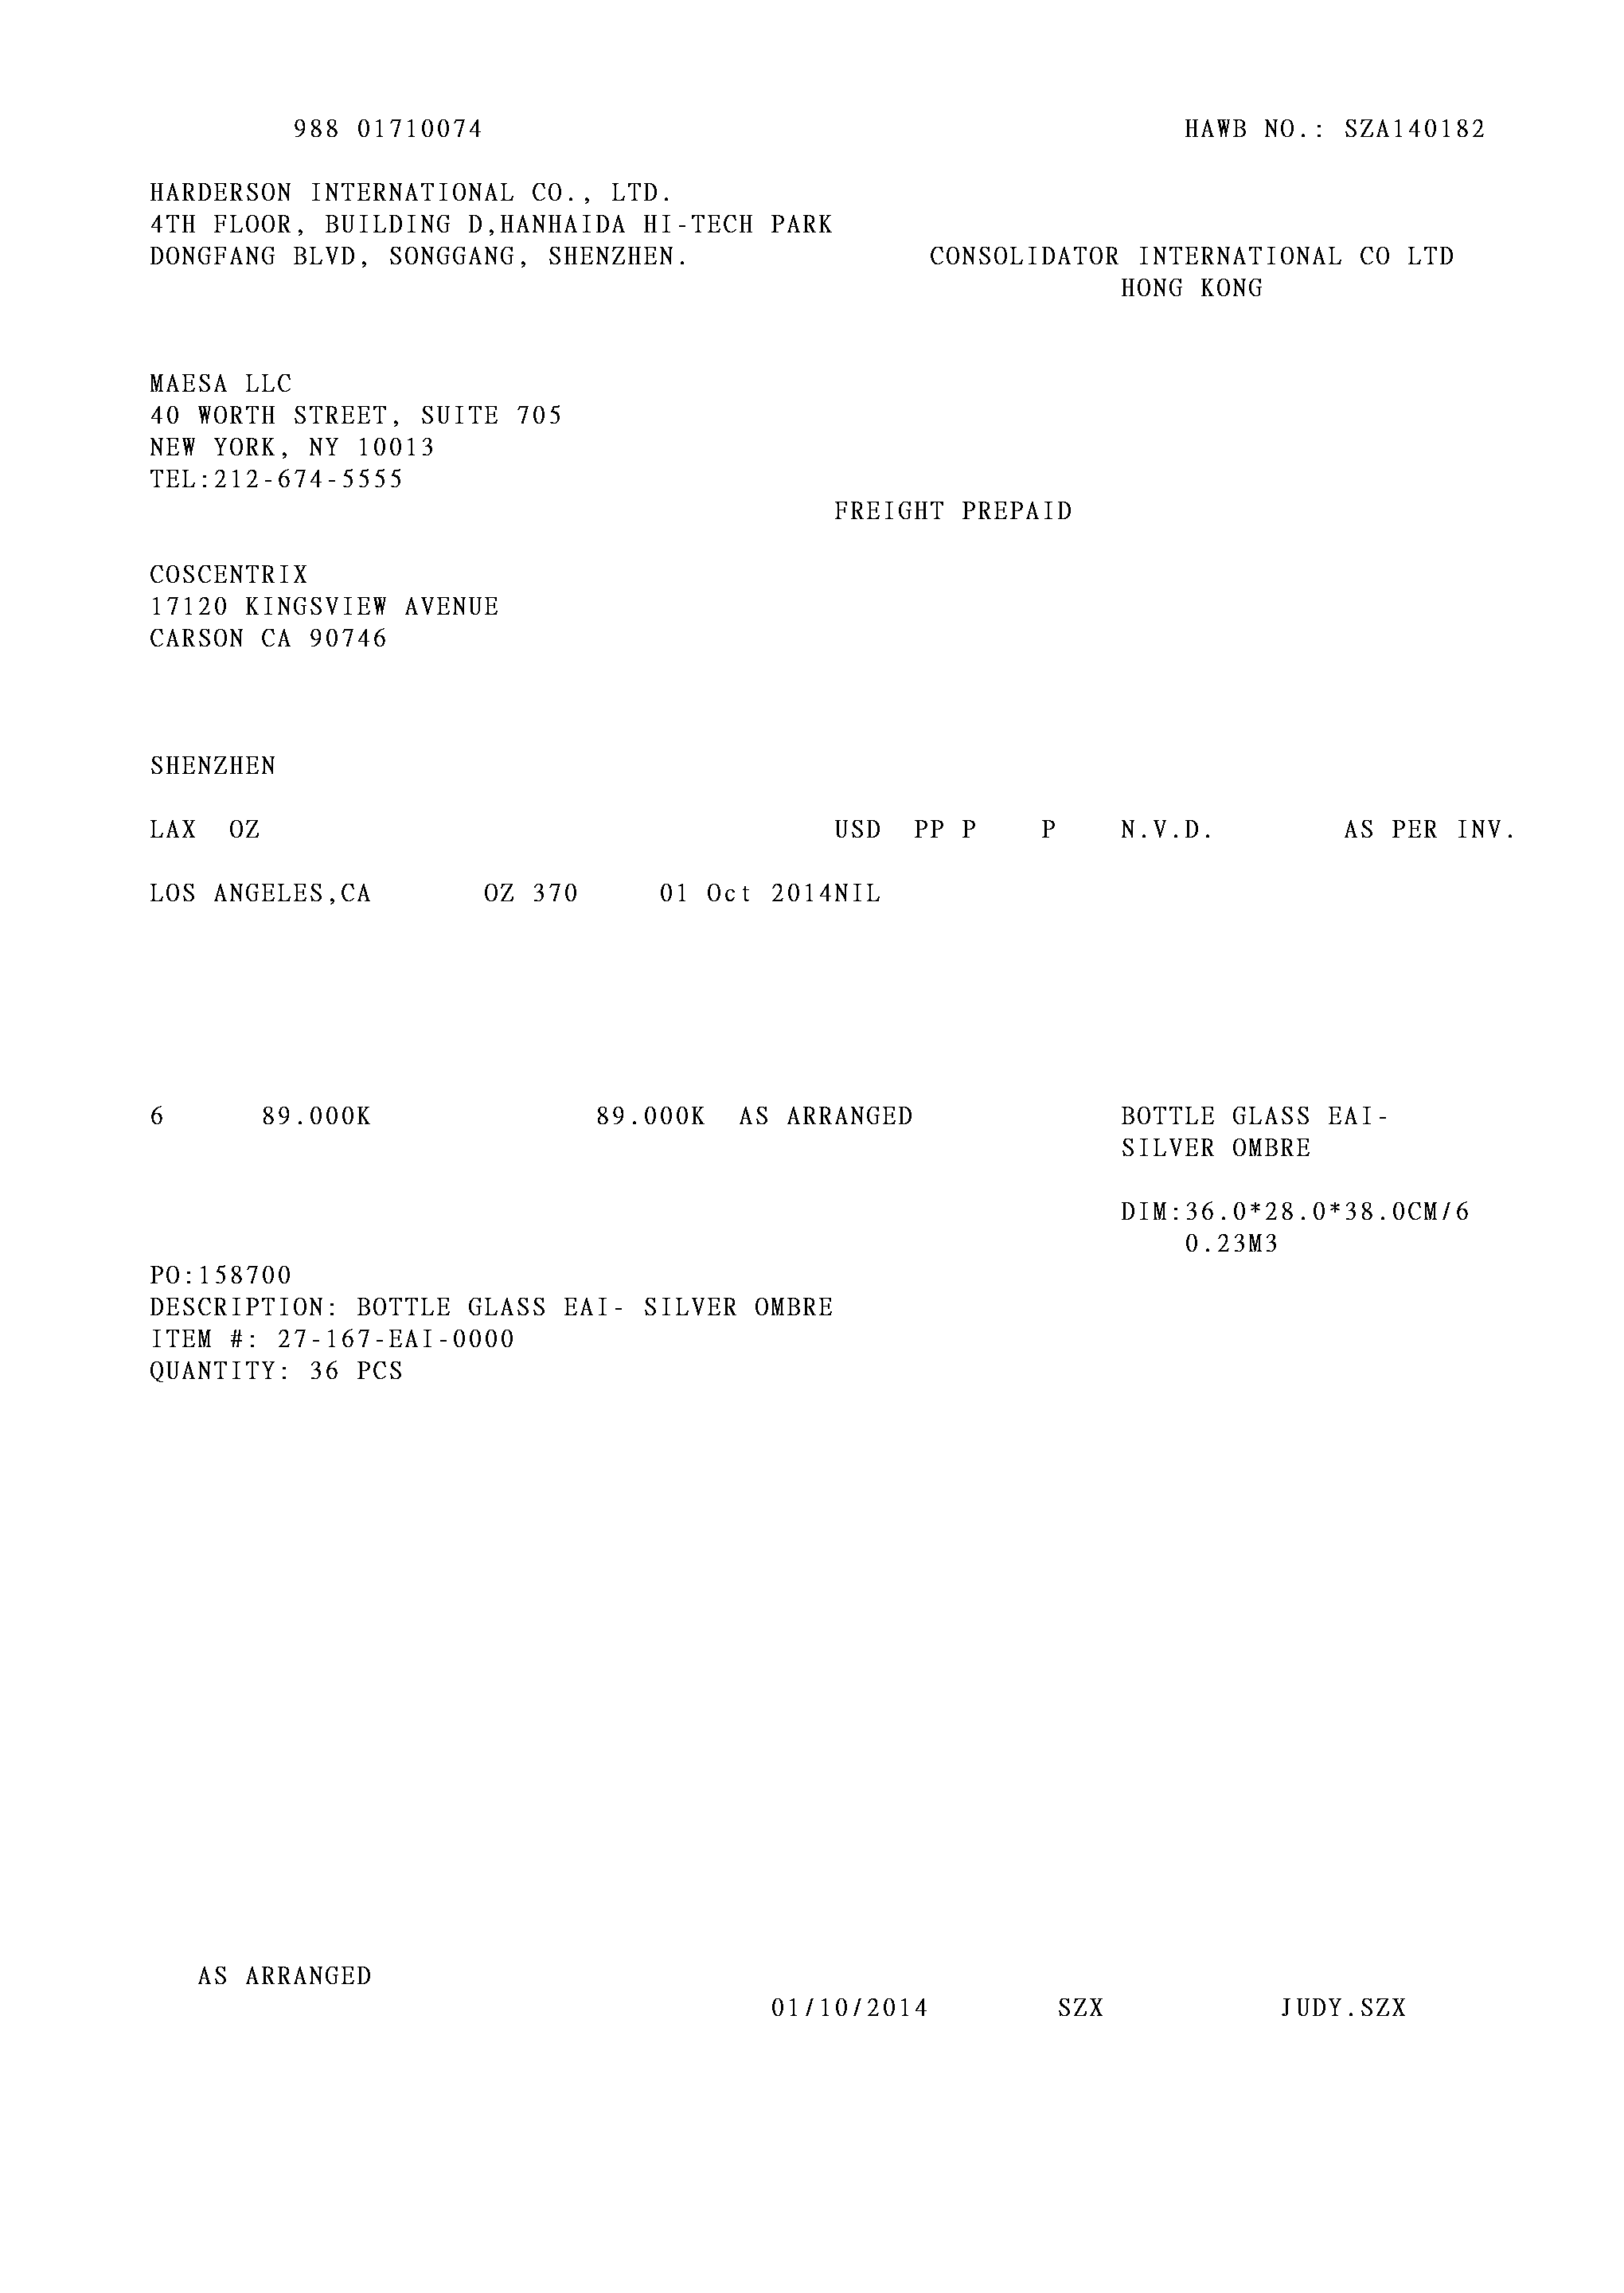 988 01710074 HAWB NO.: SZA140182
HARDERSON INTERNATIONAL CO., LTD.
4TH FLOOR, BUILDING D,HANHAIDA HI-TECH PARK
DONGFANG BLVD, SONGGANG, SHENZHEN. CONSOLIDATOR INTERNATIONAL CO LTD
HONG KONG
MAESA LLC
40 WORTH STREET, SUITE 705
NEW YORK, NY 10013
TEL:212-674-5555
FREIGHT PREPAID
COSCENTRIX
17120 KINGSVIEW AVENUE
CARSON CA 90746
SHENZHEN
LAX OZ USD PP P P N.V.D. AS PER INV.
LOS ANGELES,CA OZ 370 01 Oct 2014NIL
6 89.000K 89.000K AS ARRANGED BOTTLE GLASS EAI-
SILVER OMBRE
DIM:36.0*28.0*38.0CM/6
0.23M3
PO:158700
DESCRIPTION: BOTTLE GLASS EAI- SILVER OMBRE
ITEM #: 27-167-EAI-0000
QUANTITY: 36 PCS
AS ARRANGED
01/10/2014 SZX JUDY.SZX